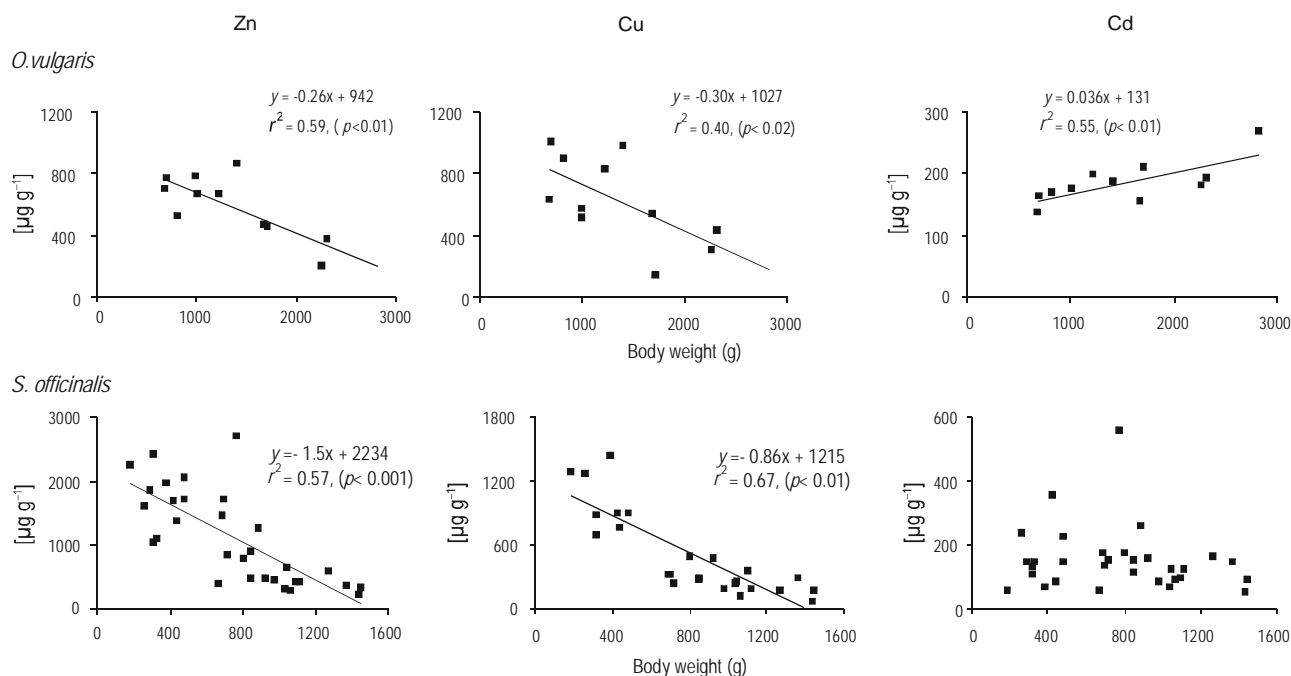 Zn Cu Cd
O.vulgaris
y = -0.26x + 942
r² = 0.59, ( p<0.01)
y = -0.30x + 1027
r² = 0.40, (p< 0.02)
y = 0.036x + 131
r² = 0.55, (p< 0.01)
[µg g⁻¹]
1200
800
400
0
0 1000 2000 3000
[µg g⁻¹]
1200
800
400
0
0 1000 2000 3000
[µg g⁻¹]
300
200
100
0
0 1000 2000 3000
Body weight (g)
S. officinalis
y =- 1.5x + 2234
r² = 0.57, (p< 0.001)
y =- 0.86x + 1215
r² = 0.67, (p< 0.01)
[µg g⁻¹]
3000
2000
1000
0
0 400 800 1200 1600
[µg g⁻¹]
1800
1200
600
0
0 400 800 1200 1600
[µg g⁻¹]
600
400
200
0
0 400 800 1200 1600
Body weight (g)